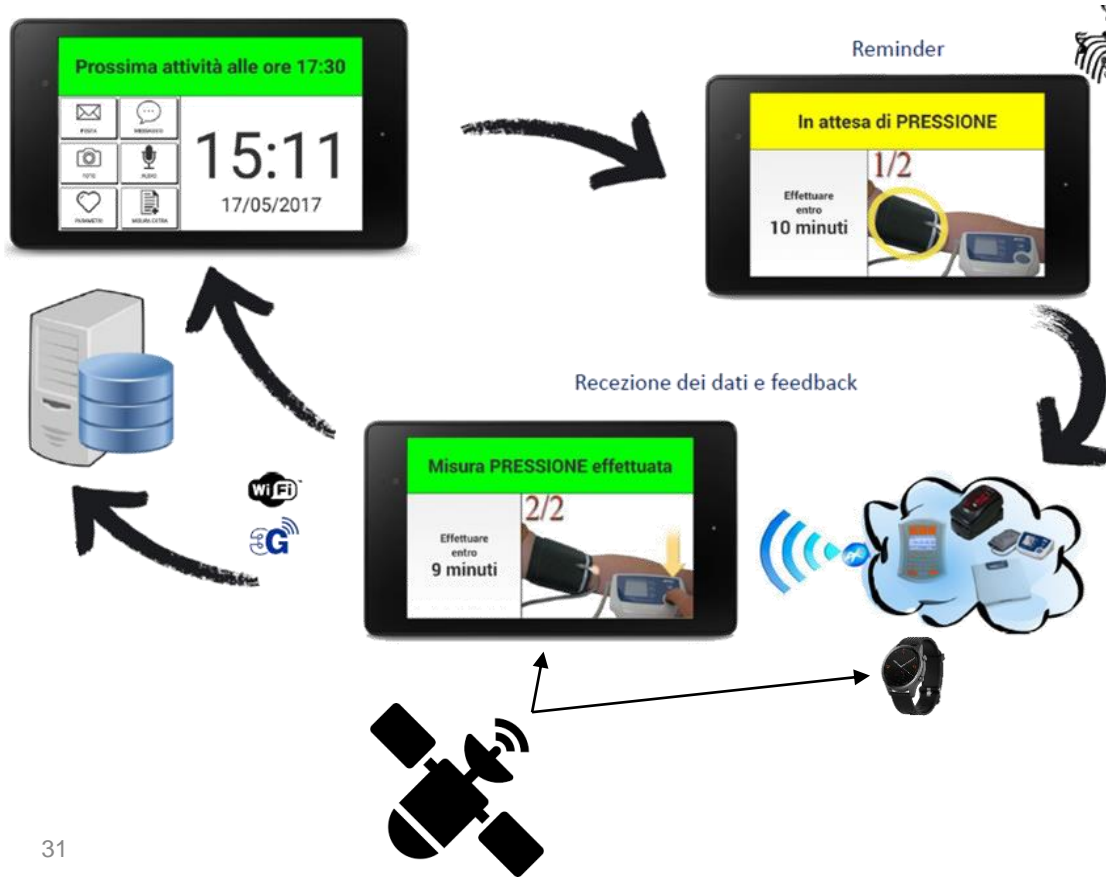 Prossima attività alle ore 17:30
POSTA
MESSAGGIO
FOTO
AUDIO
PARAMETRI
MISURA EXTRA
15:11
17/05/2017
Reminder
In attesa di PRESSIONE
Effettuare
entro
10 minuti
1/2
Recezione dei dati e feedback
Misura PRESSIONE effettuata
Effettuare
entro
9 minuti
2/2
WiFi
3G
31